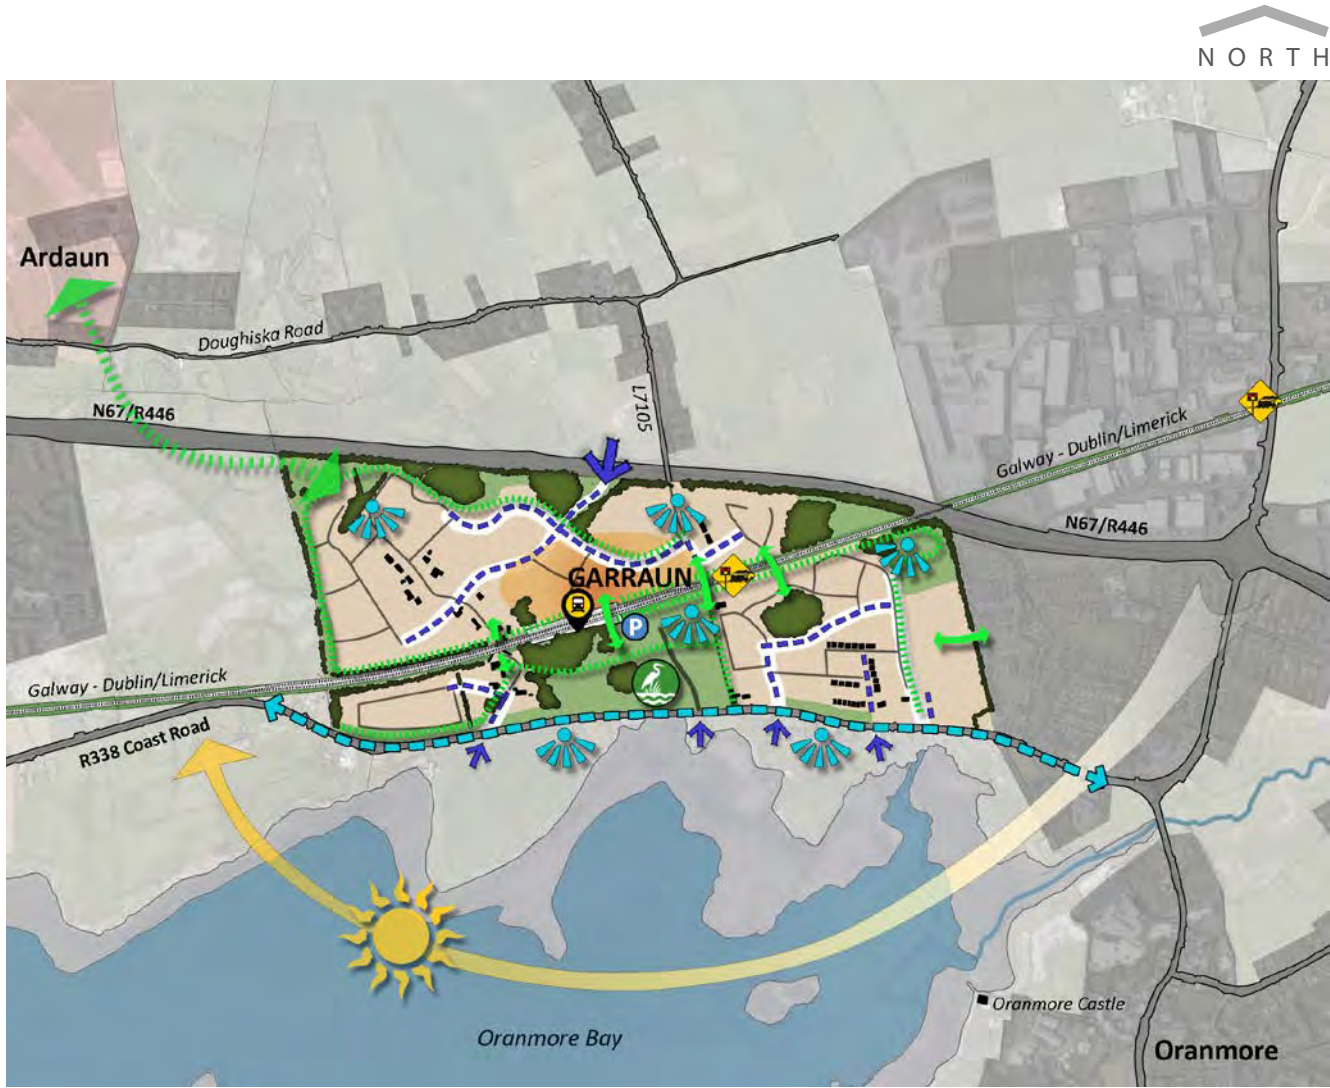 NORTH
Ardaun
Doughiska Road
L7105
N67/R446
Galway - Dublin/Limerick
N67/R446
GARRAUN
P
Galway - Dublin/Limerick
R338 Coast Road
Oranmore Castle
Oranmore Bay
Oranmore